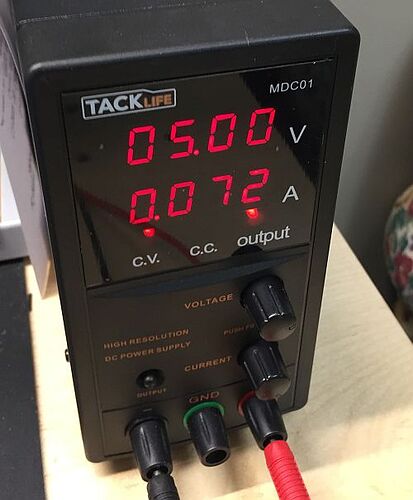 TACKLIFE
MDC01
05.00 V
0.072 A
C.V. C.C. output
VOLTAGE
HIGH RESOLUTION
DC POWER SUPPLY
PUSH
CURRENT
OUTPUT
GND